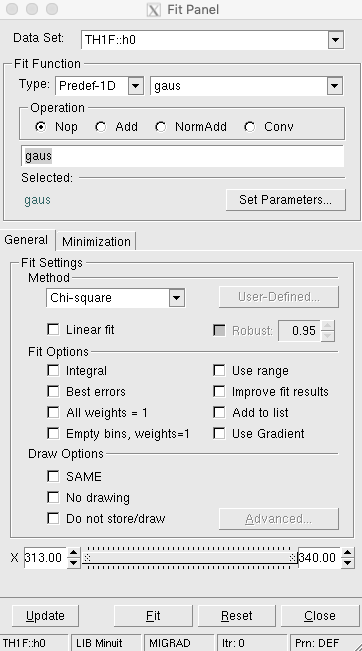 Fit Panel
Data Set: TH1F::h0
Fit Function
Type: Predef-1D gaus
Operation
Nop Add NormAdd Conv
gaus
Selected:
gaus Set Parameters...
General Minimization
Fit Settings
Method
Chi-square User-Defined...
Linear fit Robust: 0.95
Fit Options
Integral Use range
Best errors Improve fit results
All weights = 1 Add to list
Empty bins, weights=1 Use Gradient
Draw Options
SAME
No drawing
Do not store/draw Advanced...
X 313.00 340.00
Update Fit Reset Close
TH1F::h0 LIB Minuit MIGRAD Itr: 0 Prn: DEF